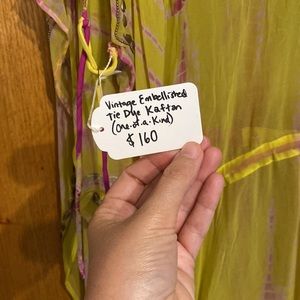 Vintage Embellished
Tie Dye Kaftan
(One-of-a-Kind)
$160